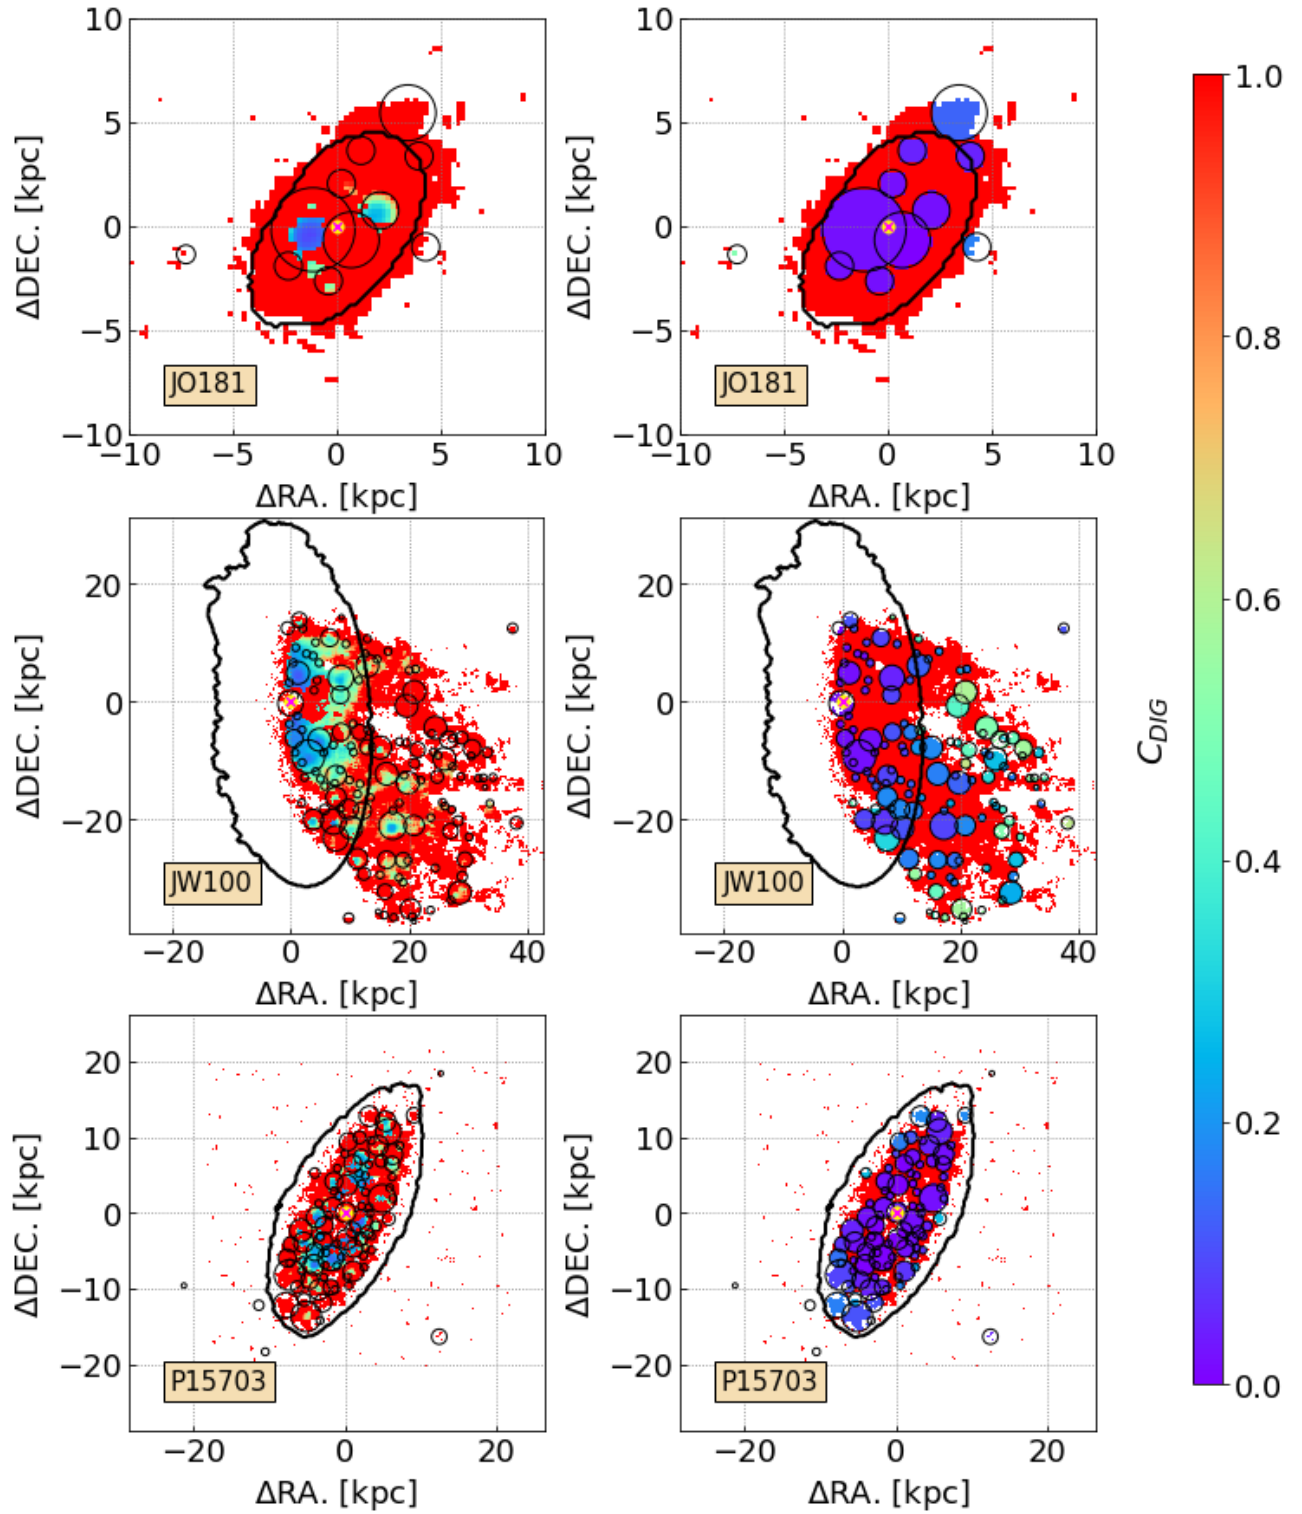 10
5
0
−5
−10
ΔDEC. [kpc]
JO181
−10 −5 0 5 10
ΔRA. [kpc]
10
5
0
−5
−10
ΔDEC. [kpc]
JO181
−10 −5 0 5 10
ΔRA. [kpc]
20
0
−20
ΔDEC. [kpc]
JW100
−20 0 20 40
ΔRA. [kpc]
20
0
−20
ΔDEC. [kpc]
JW100
−20 0 20 40
ΔRA. [kpc]
20
10
0
−10
−20
ΔDEC. [kpc]
P15703
−20 0 20
ΔRA. [kpc]
20
10
0
−10
−20
ΔDEC. [kpc]
P15703
−20 0 20
ΔRA. [kpc]
1.0
0.8
0.6
0.4
0.2
0.0
C_DIG